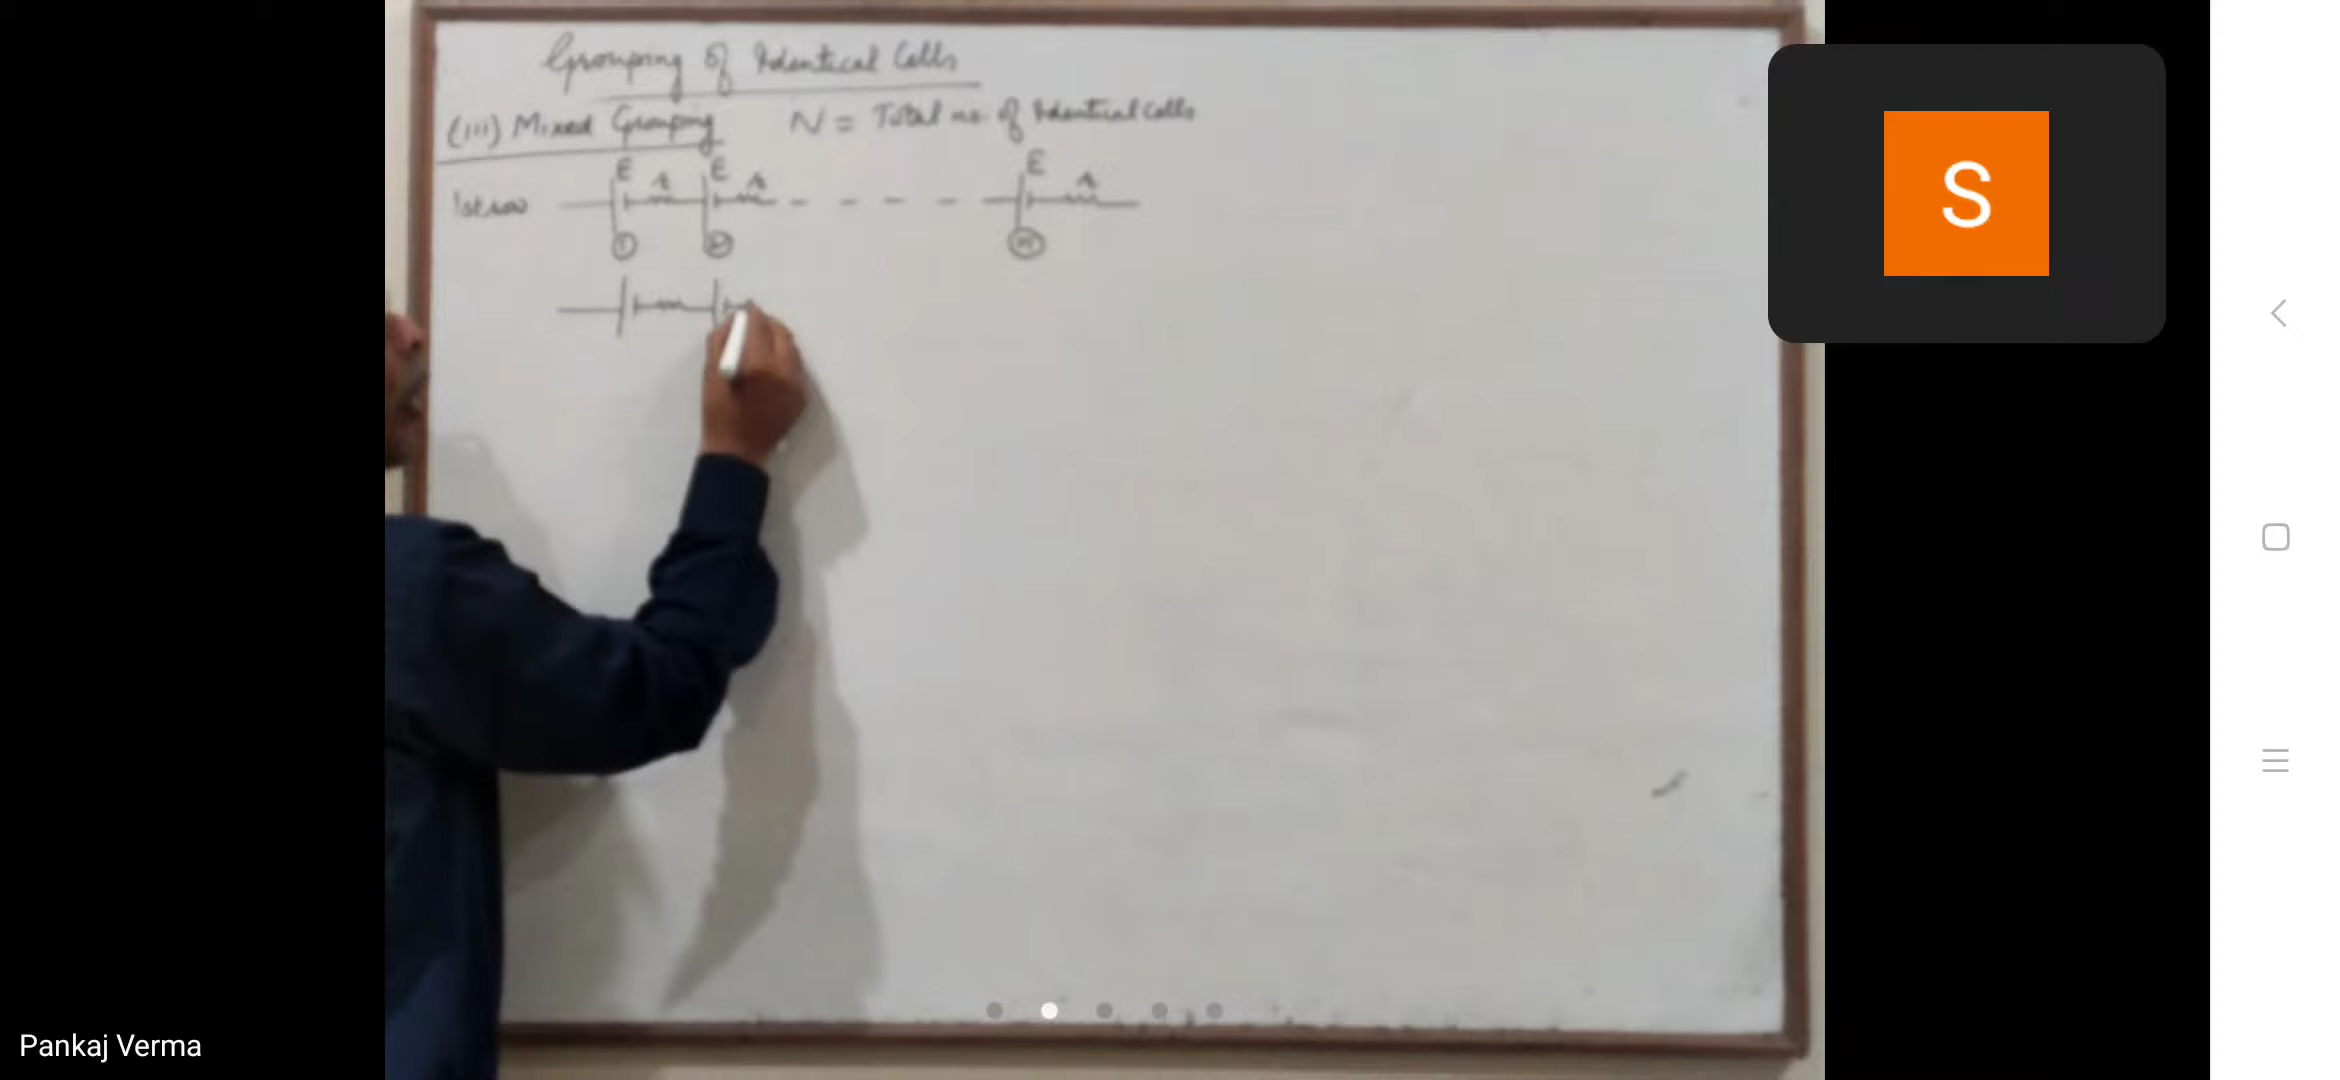 Grouping of Identical Cells
(iii) Mixed Grouping N = Total no. of Identical Cells
E r E r E r
1st row
1 2 n
S
Pankaj Verma